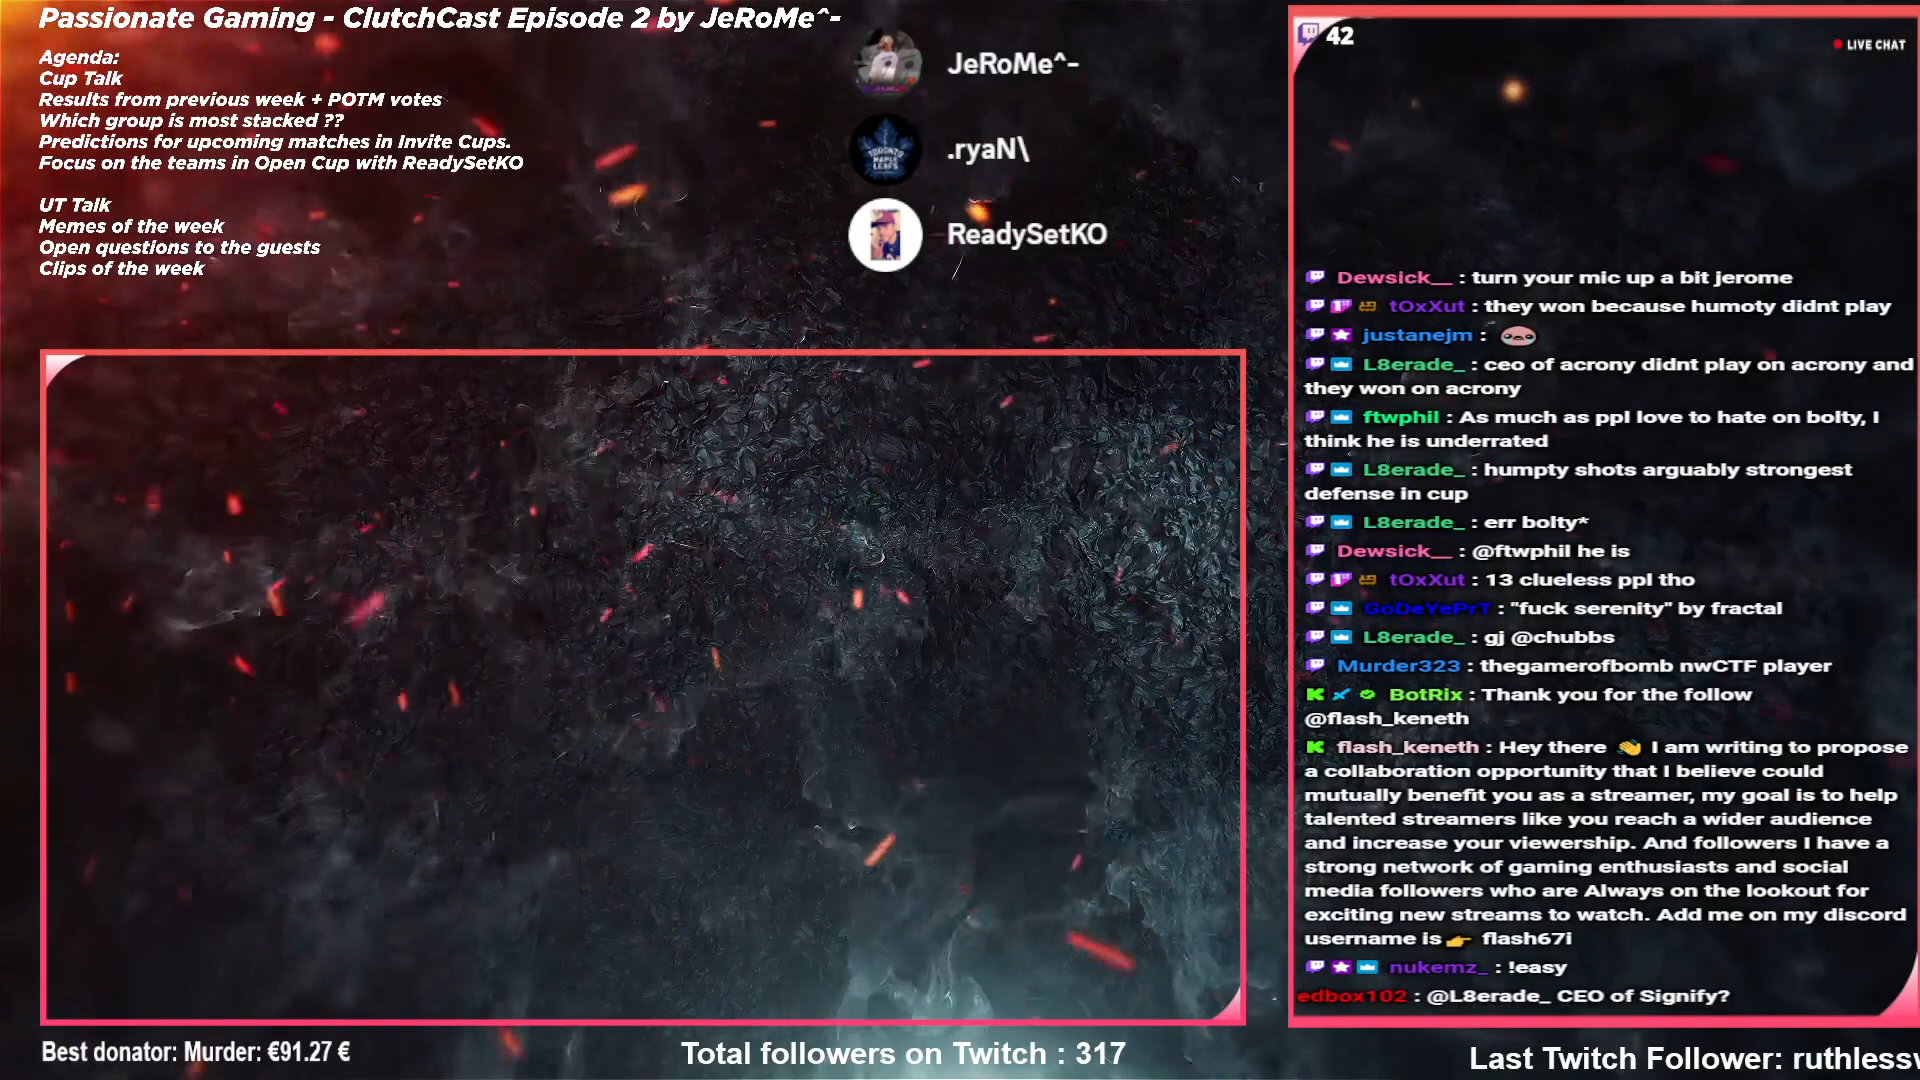 Passionate Gaming - ClutchCast Episode 2 by JeRoMe^-
Agenda:
Cup Talk
Results from previous week + POTM votes
Which group is most stacked ??
Predictions for upcoming matches in Invite Cups.
Focus on the teams in Open Cup with ReadySetKO
UT Talk
Memes of the week
Open questions to the guests
Clips of the week
JeRoMe^-
TORONTO MAPLE LEAFS
.ryaN\
ReadySetKO
42
LIVE CHAT
Dewsick__ : turn your mic up a bit jerome
tOxXut : they won because humoty didnt play
justanejm :
L8erade_ : ceo of acrony didnt play on acrony and
they won on acrony
ftwphil : As much as ppl love to hate on bolty, I
think he is underrated
L8erade_ : humpty shots arguably strongest
defense in cup
L8erade_ : err bolty*
Dewsick__ : @ftwphil he is
tOxXut : 13 clueless ppl tho
GoDeYePrT : "fuck serenity" by fractal
L8erade_ : gj @chubbs
Murder323 : thegamerofbomb nwCTF player
BotRix : Thank you for the follow
@flash_keneth
flash_keneth : Hey there 👋 I am writing to propose
a collaboration opportunity that I believe could
mutually benefit you as a streamer, my goal is to help
talented streamers like you reach a wider audience
and increase your viewership. And followers I have a
strong network of gaming enthusiasts and social
media followers who are Always on the lookout for
exciting new streams to watch. Add me on my discord
username is 👉 flash67i
nukemz_ : !easy
edbox102 : @L8erade_ CEO of Signify?
Best donator: Murder: €91.27 €
Total followers on Twitch : 317
Last Twitch Follower: ruthless